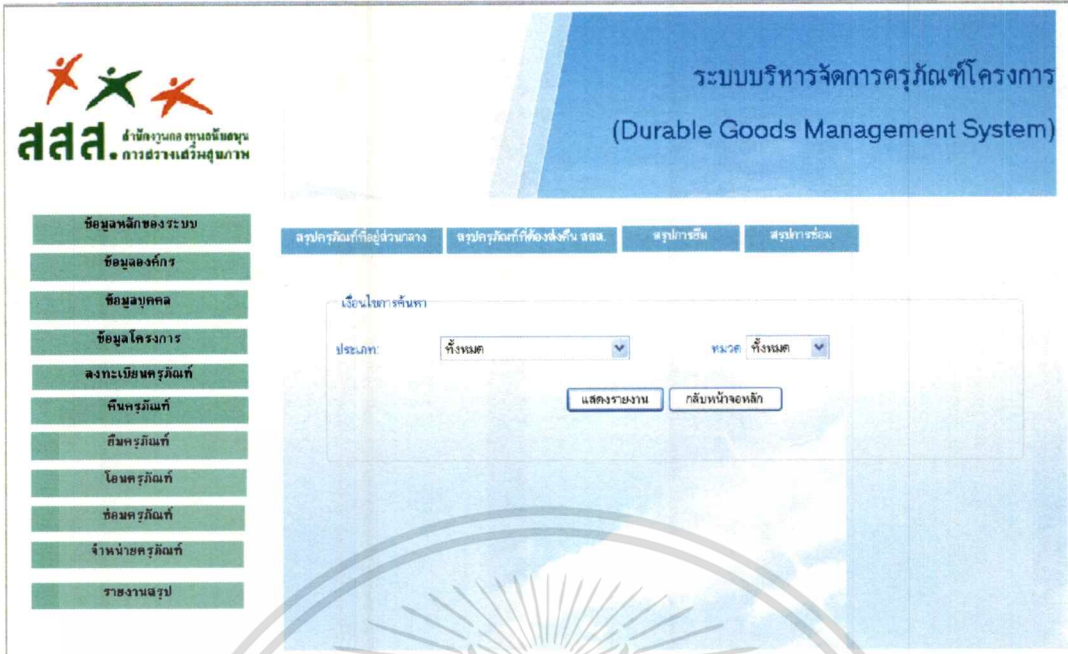 ระบบบริหารจัดการครุภัณฑ์โครงการ
(Durable Goods Management System)
สสส. สำนักงานกองทุนสนับสนุน
การสร้างเสริมสุขภาพ
ข้อมูลหลักของระบบ
ข้อมูลองค์กร
ข้อมูลบุคคล
ข้อมูลโครงการ
ลงทะเบียนครุภัณฑ์
คืนครุภัณฑ์
ยืมครุภัณฑ์
โอนครุภัณฑ์
ซ่อมครุภัณฑ์
จำหน่ายครุภัณฑ์
รายงานสรุป
สรุปครุภัณฑ์ที่อยู่ส่วนกลาง สรุปครุภัณฑ์ที่ต้องส่งคืน สสส. สรุปการยืม สรุปการซ่อม
เงื่อนไขการค้นหา
ประเภท: ทั้งหมด หมวด ทั้งหมด
แสดงรายงาน กลับหน้าจอหลัก